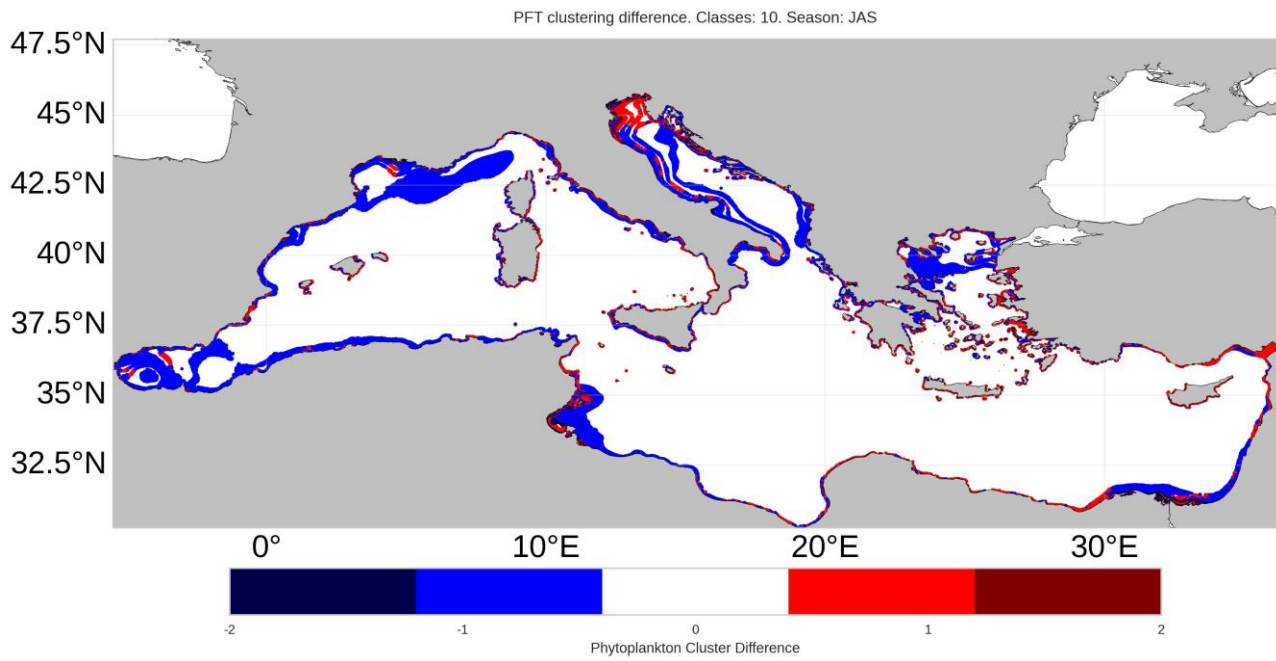 PFT clustering difference. Classes: 10. Season: JAS
47.5°N
45°N
42.5°N
40°N
37.5°N
35°N
32.5°N
0° 10°E 20°E 30°E
-2 -1 0 1 2
Phytoplankton Cluster Difference